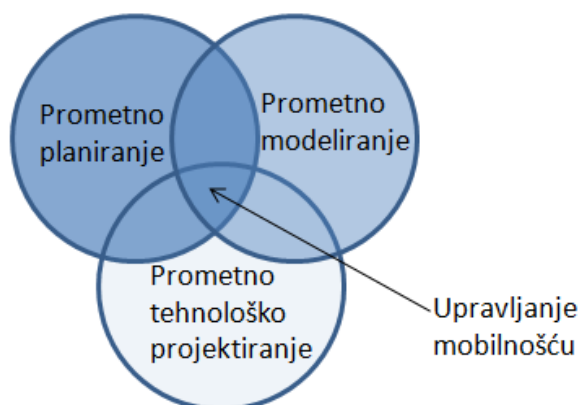 Prometno
planiranje
Prometno
modeliranje
Prometno
tehnološko
projektiranje
Upravljanje
mobilnošću